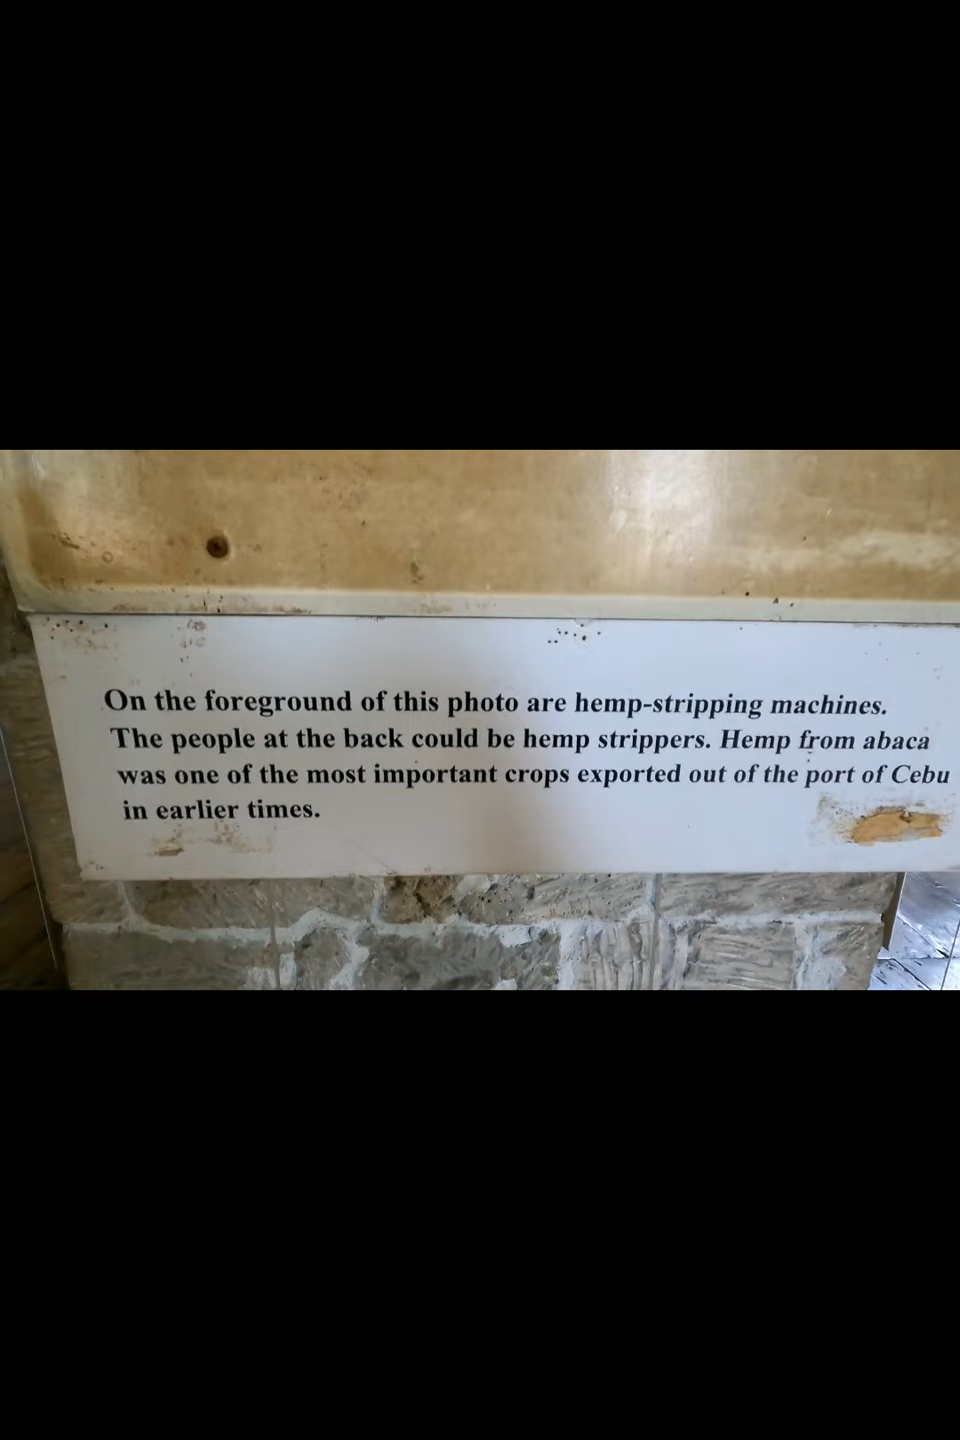 On the foreground of this photo are hemp-stripping machines.
The people at the back could be hemp strippers. Hemp from abaca
was one of the most important crops exported out of the port of Cebu
in earlier times.